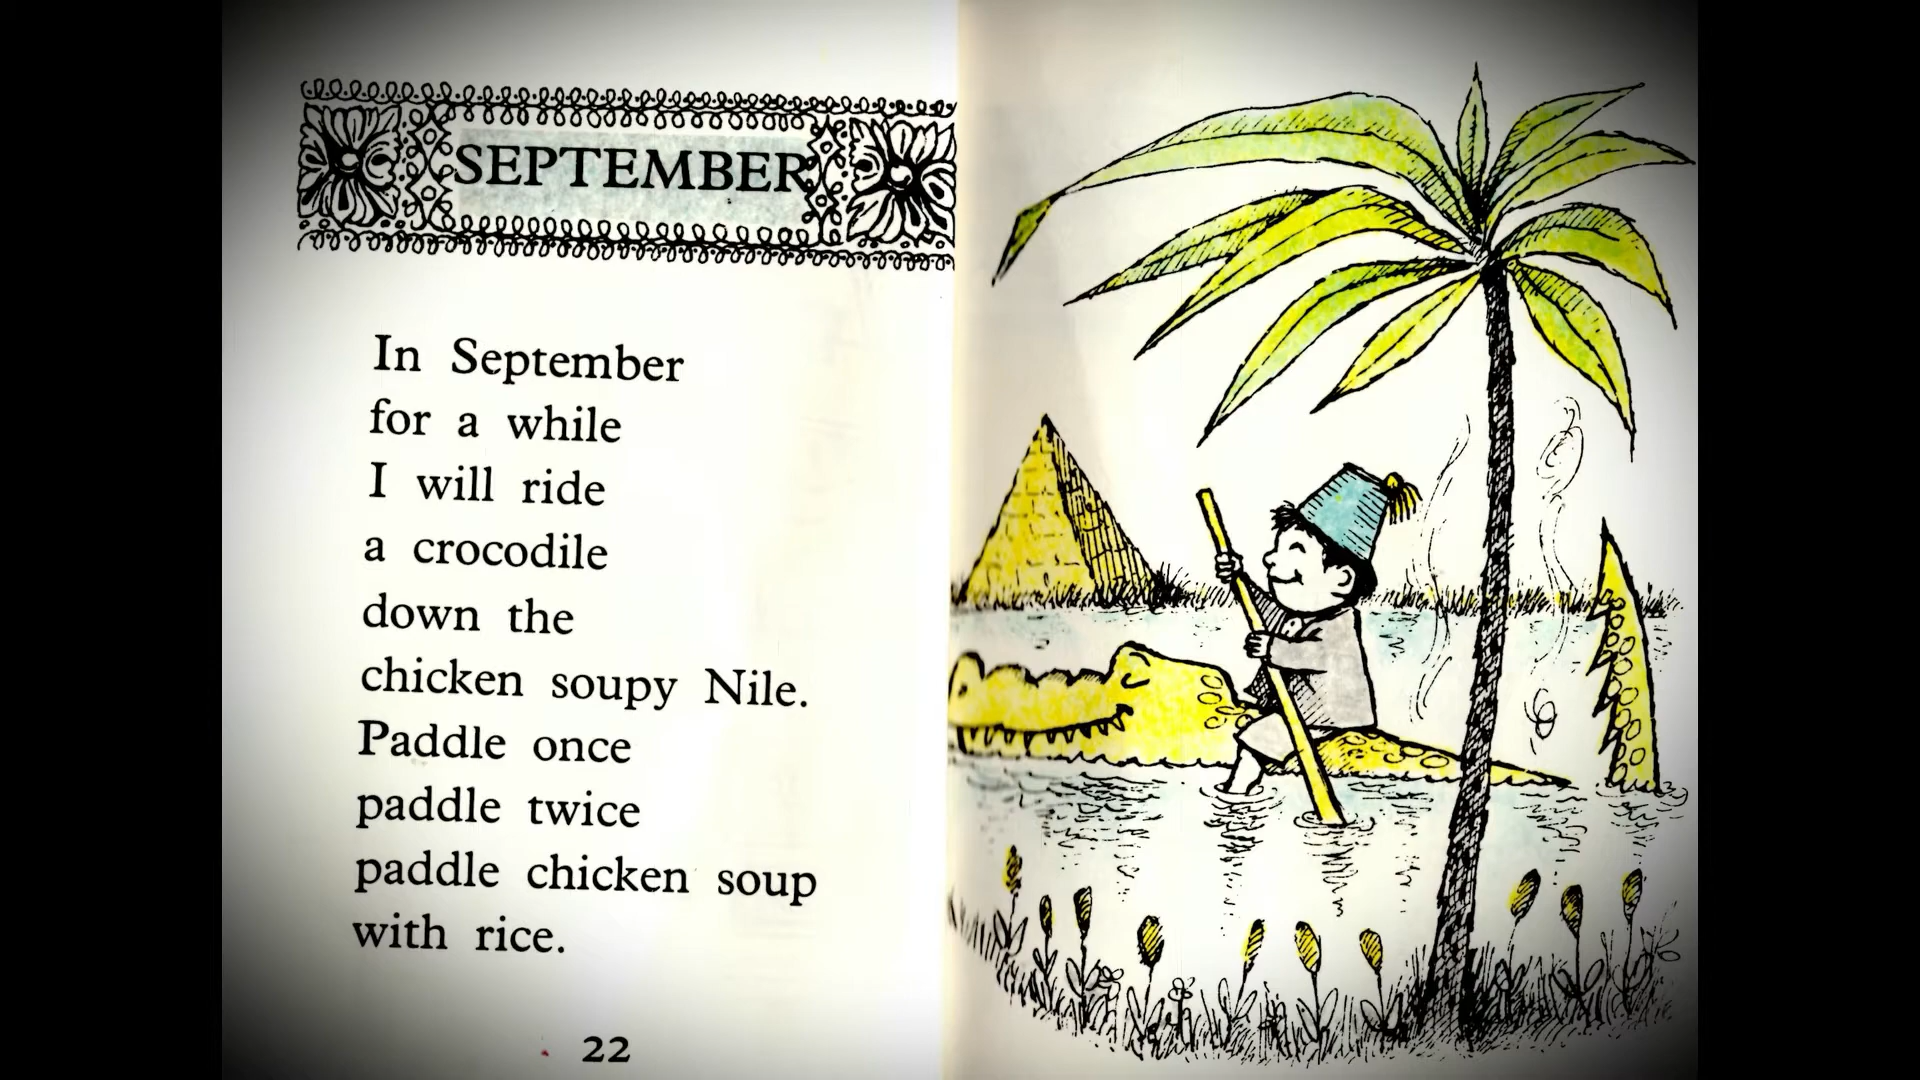 SEPTEMBER
In September
for a while
I will ride
a crocodile
down the
chicken soupy Nile.
Paddle once
paddle twice
paddle chicken soup
with rice.
22